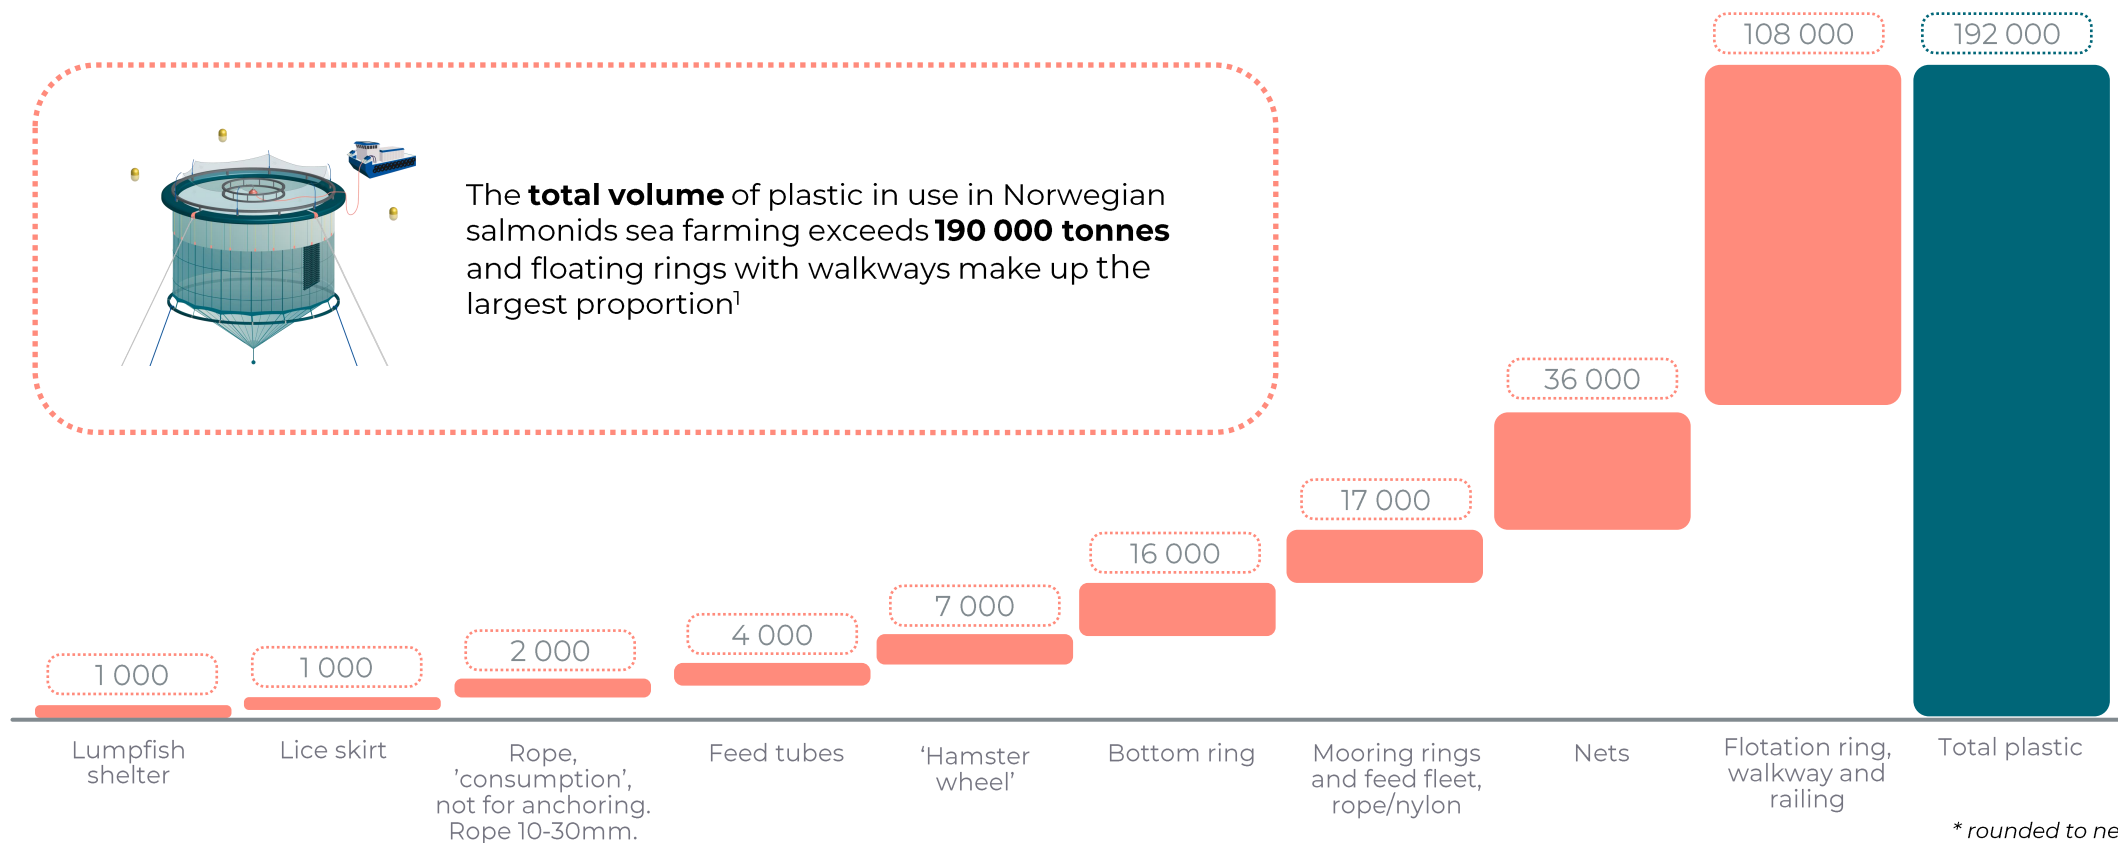 The total volume of plastic in use in Norwegian
salmonids sea farming exceeds 190 000 tonnes
and floating rings with walkways make up the
largest proportion¹
1 000
1 000
2 000
4 000
7 000
16 000
17 000
36 000
108 000
192 000
Lumpfish
shelter
Lice skirt
Rope,
’consumption’,
not for anchoring.
Rope 10-30mm.
Feed tubes
‘Hamster
wheel’
Bottom ring
Mooring rings
and feed fleet,
rope/nylon
Nets
Flotation ring,
walkway and
railing
Total plastic
* rounded to ne